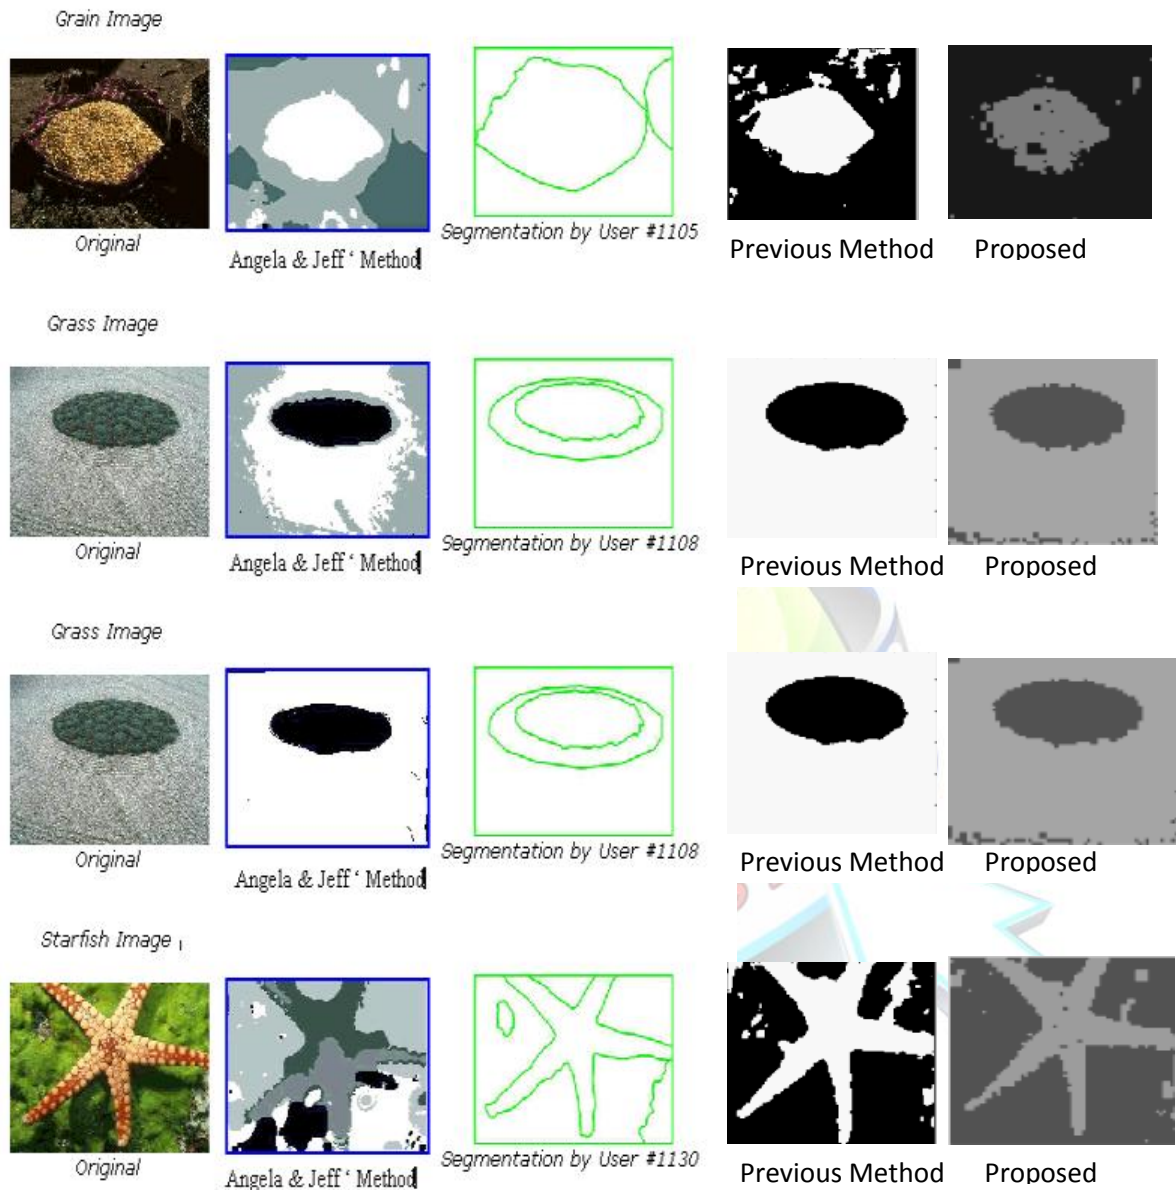 Grain Image
Original
Angela & Jeff ‘ Method
Segmentation by User #1105
Previous Method
Proposed
Grass Image
Original
Angela & Jeff ‘ Method
Segmentation by User #1108
Previous Method
Proposed
Grass Image
Original
Angela & Jeff ‘ Method
Segmentation by User #1108
Previous Method
Proposed
Starfish Image
Original
Angela & Jeff ‘ Method
Segmentation by User #1130
Previous Method
Proposed